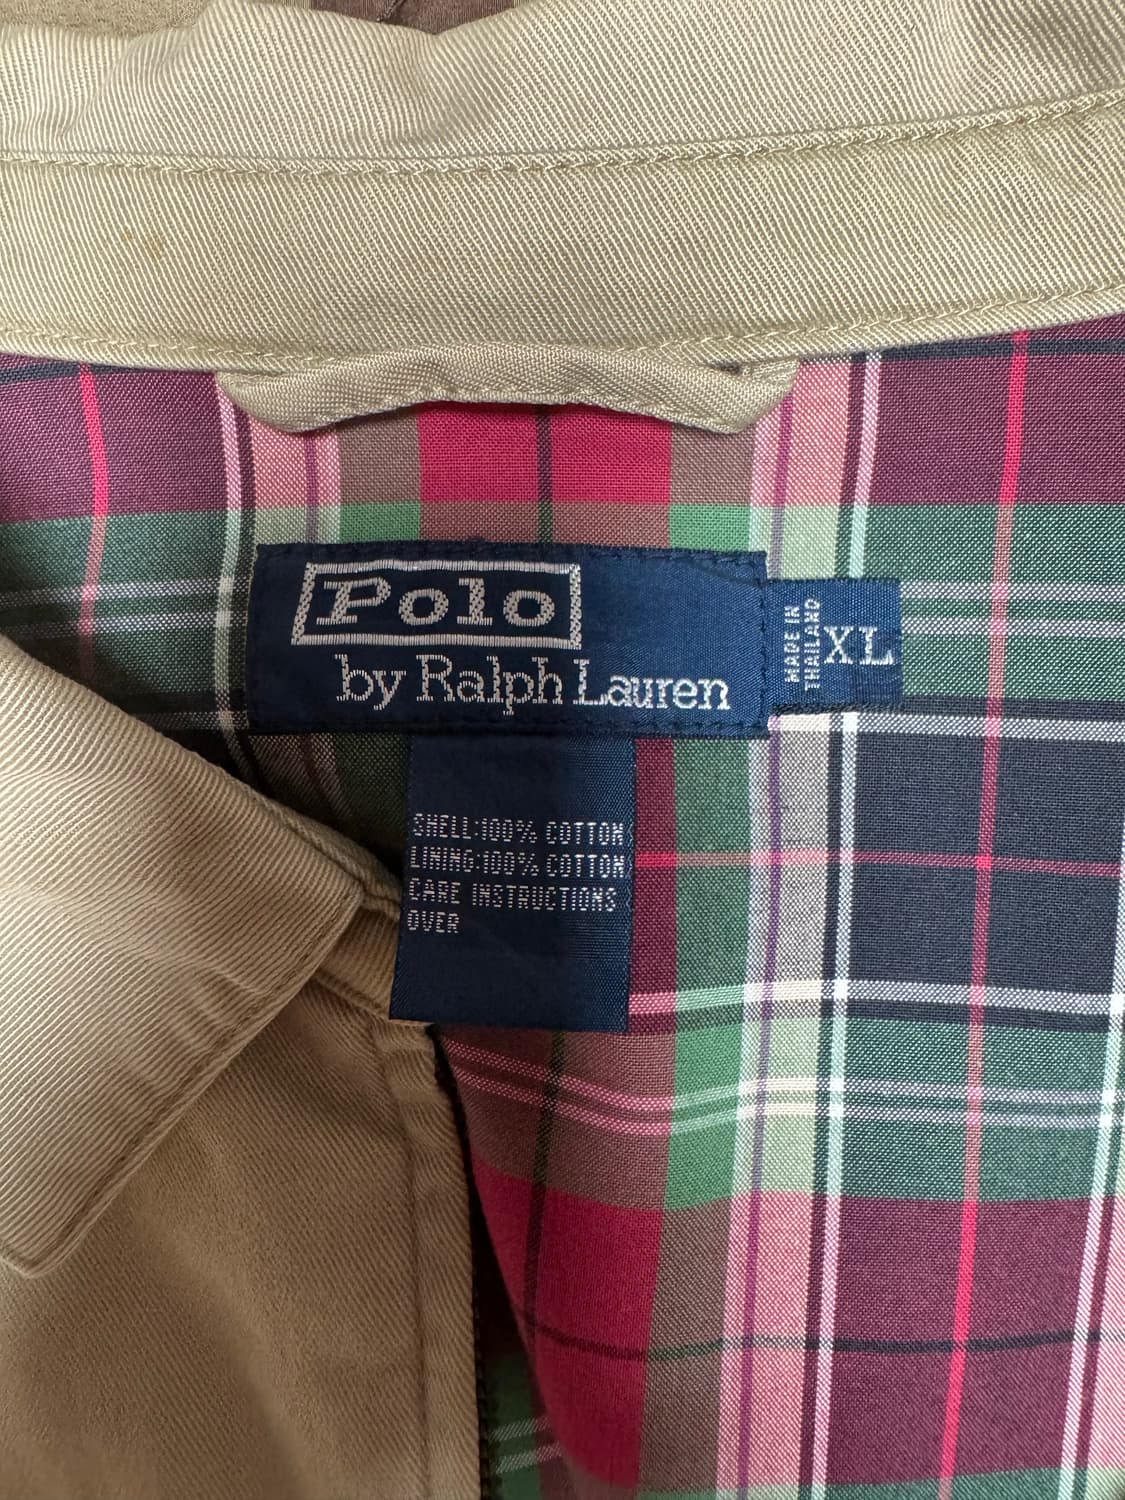 Polo
by Ralph Lauren
MADE IN
THAILAND
XL
SHELL:100% COTTON
LINING:100% COTTON
CARE INSTRUCTIONS
OVER